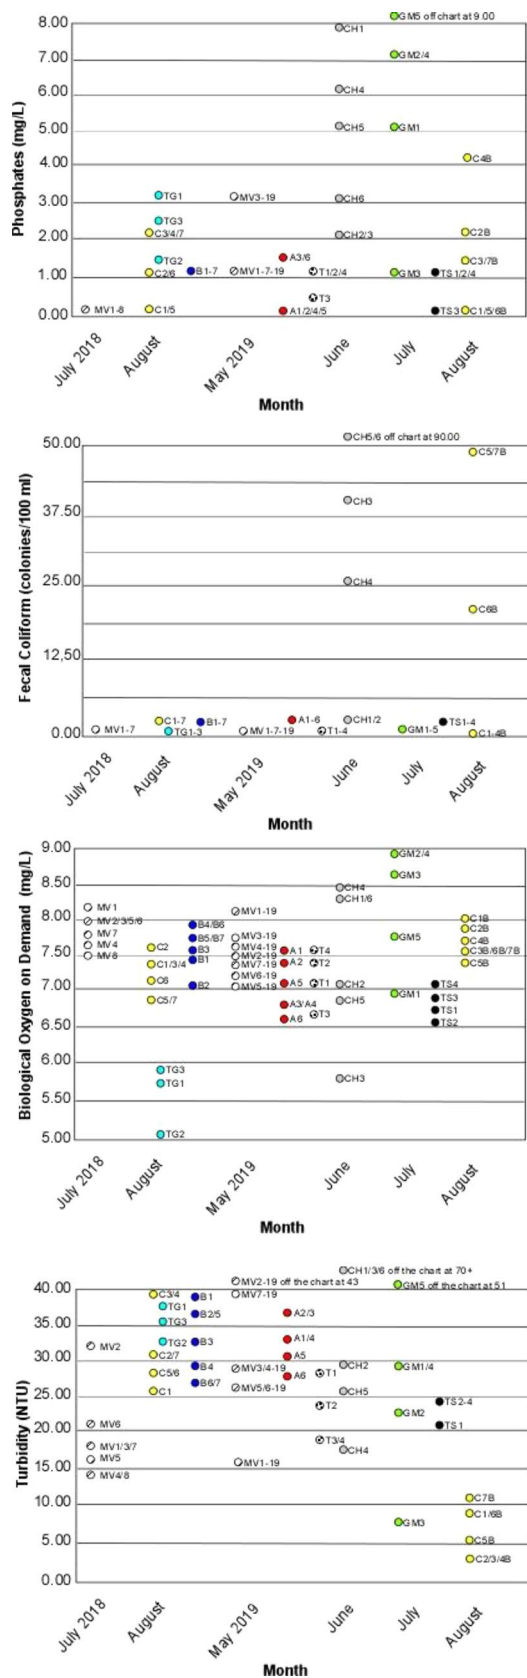 GM5 off chart at 9.00
8.00
CH1
7.00
GM2/4
6.00
CH4
5.00
CH5
GM1
4.00
C4B
3.00
TG1
MV3-19
CH6
TG3
2.00
C3/4/7
CH2/3
C2B
TG2
A3/6
C3/7B
1.00
C2/6
B1-7
MV1-7-19
T1/2/4
GM3
TS1/2/4
T3
0.00
MV1-8
C1/5
A1/2/4/5
TS3
C1/5/6B
Phosphates (mg/L)
July 2018
August
May 2019
June
July
August
Month
CH5/6 off chart at 90.00
50.00
C5/7B
CH3
37.50
25.00
CH4
C6B
12.50
0.00
MV1-7
C1-7
TG1-3
B1-7
MV1-7-19
A1-6
T1-4
CH1/2
GM1-5
TS1-4
C1-4B
Fecal Coliform (colonies/100 ml)
July 2018
August
May 2019
June
July
August
Month
9.00
GM2/4
8.50
CH4
GM3
CH1/6
MV1
MV1-19
8.00
MV2/3/5/6
B4/B6
C1B
C2B
MV7
B5/B7
MV3-19
GM5
C4B
MV4
C2
B3
MV4-19
A1
T4
C3B/6B/7B
7.50
MV8
B1
MV2-19
C1/3/4
MV7-19
A2
T2
C5B
C6
MV6-19
7.00
B2
MV5-19
A5
T1
CH2
TS4
C5/7
A3/A4
CH5
GM1
TS3
6.50
A6
T3
TS1
TS2
6.00
TG3
TG1
CH3
5.50
5.00
TG2
Biological Oxygen on Demand (mg/L)
July 2018
August
May 2019
June
July
August
Month
CH1/3/6 off the chart at 70+
MV2-19 off the chart at 43
GM5 off the chart at 51
40.00
C3/4
B1
MV7-19
TG1
B2/5
A2/3
35.00
TG3
MV2
TG2
B3
A1/4
30.00
C2/7
A5
C5/6
B4
MV3/4-19
A6
T1
CH2
GM1/4
25.00
C1
B6/7
MV5/6-19
CH5
T2
TS2-4
GM2
20.00
MV6
TS1
MV1/3/7
T3/4
CH4
15.00
MV5
MV1-19
MV4/8
10.00
C7B
C1/6B
GM3
5.00
C5B
C2/3/4B
0.00
Turbidity (NTU)
July 2018
August
May 2019
June
July
August
Month